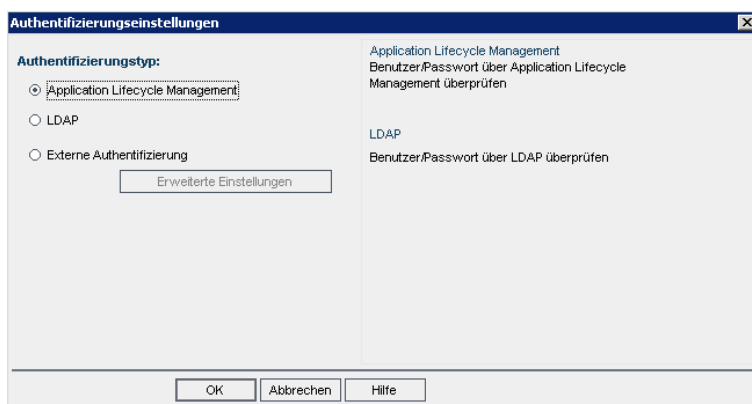 Authentifizierungseinstellungen
Authentifizierungstyp:
Application Lifecycle Management
LDAP
Externe Authentifizierung
Erweiterte Einstellungen
Application Lifecycle Management
Benutzer/Passwort über Application Lifecycle
Management überprüfen
LDAP
Benutzer/Passwort über LDAP überprüfen
OK
Abbrechen
Hilfe